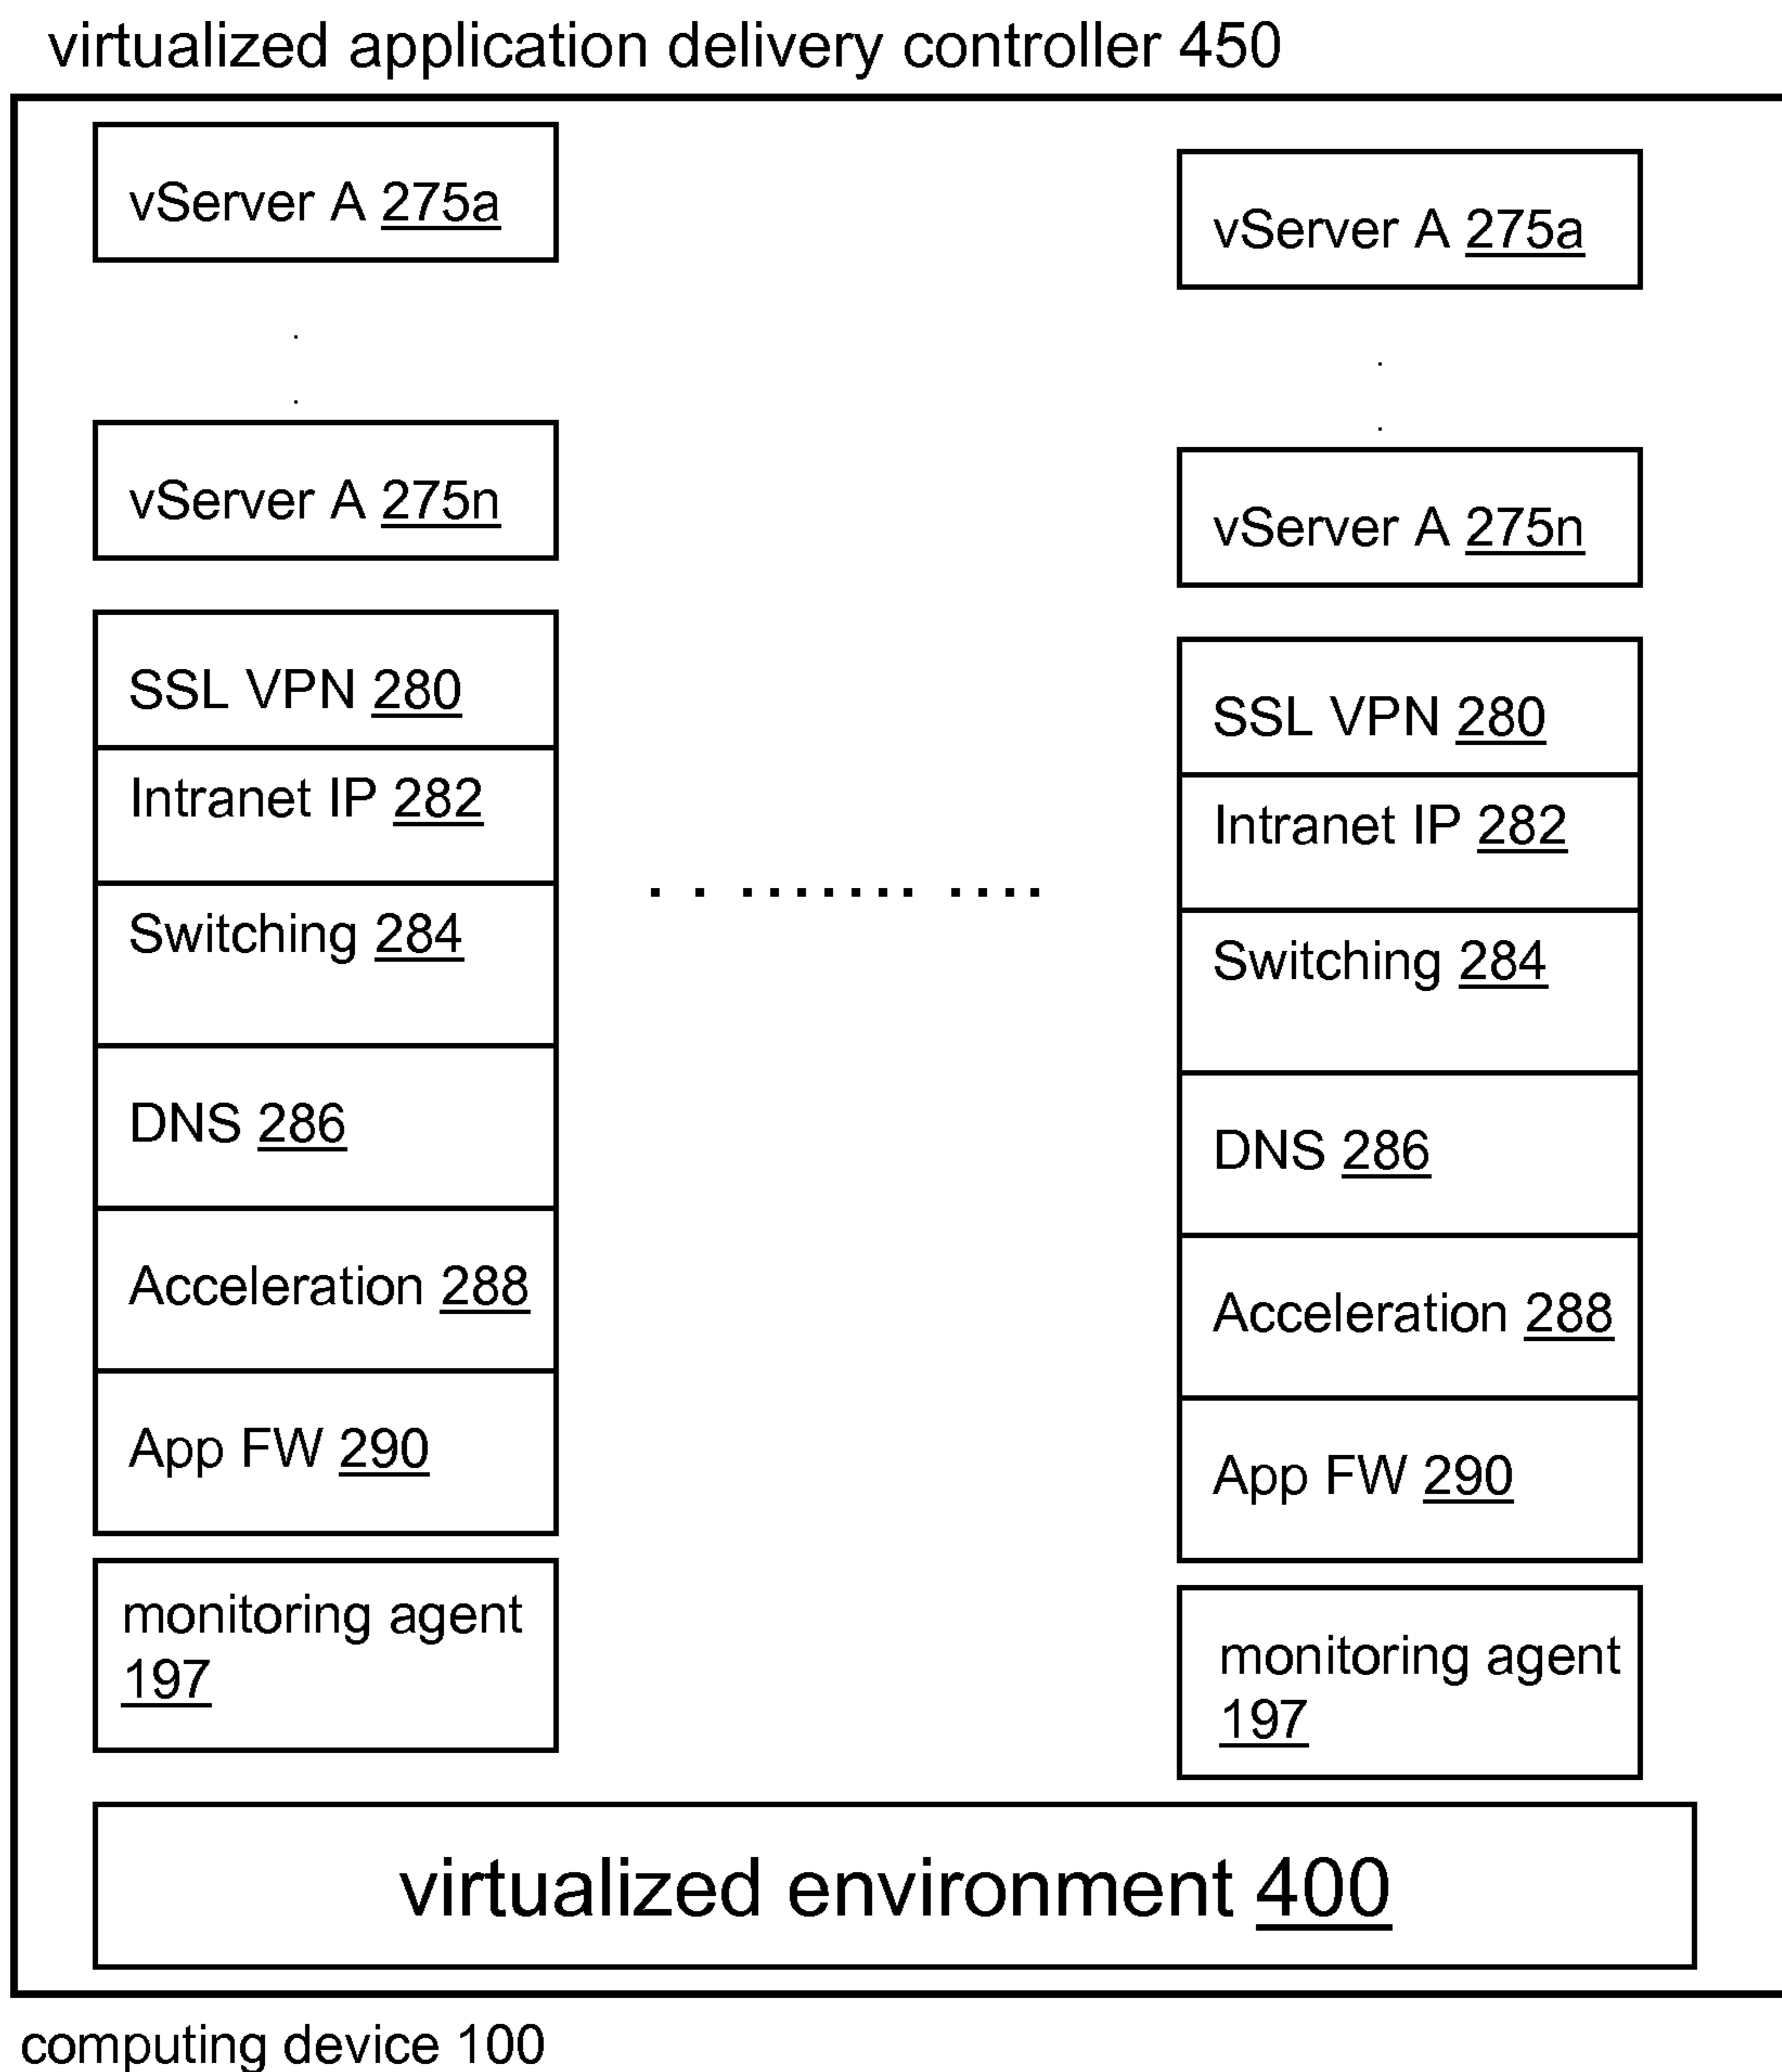 virtualized application delivery controller 450
vServer A 275a
vServer A 275n
SSL VPN 280
Intranet IP 282
Switching 284
DNS 286
Acceleration 288
App FW 290
monitoring agent
197
vServer A 275a
vServer A 275n
SSL VPN 280
Intranet IP 282
Switching 284
DNS 286
Acceleration 288
App FW 290
monitoring agent
197
virtualized environment 400
computing device 100